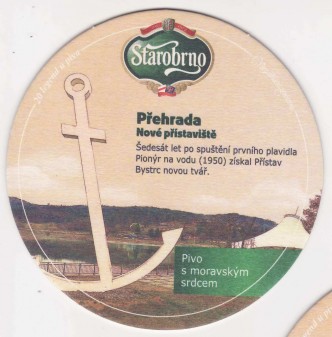 Starobrno
Přehrada
Nové přístaviště
Šedesát let po spuštění prvního plavidla
Pionýr na vodu (1950) získal Přístav
Bystrc novou tvář.
Pivo
s moravským
srdcem